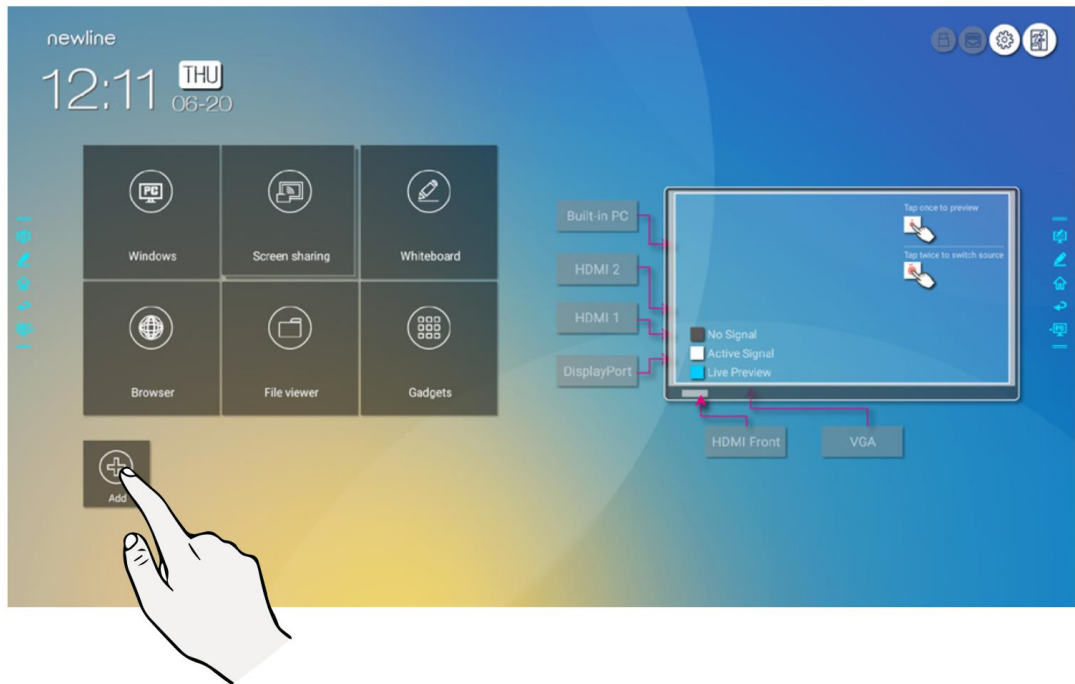 newline
12:11 THU
06-20
PC
Windows
Screen sharing
Whiteboard
Browser
File viewer
Gadgets
Add
Built-in PC
HDMI 2
HDMI 1
DisplayPort
Tap once to preview
Tap twice to switch source
No Signal
Active Signal
Live Preview
HDMI Front
VGA